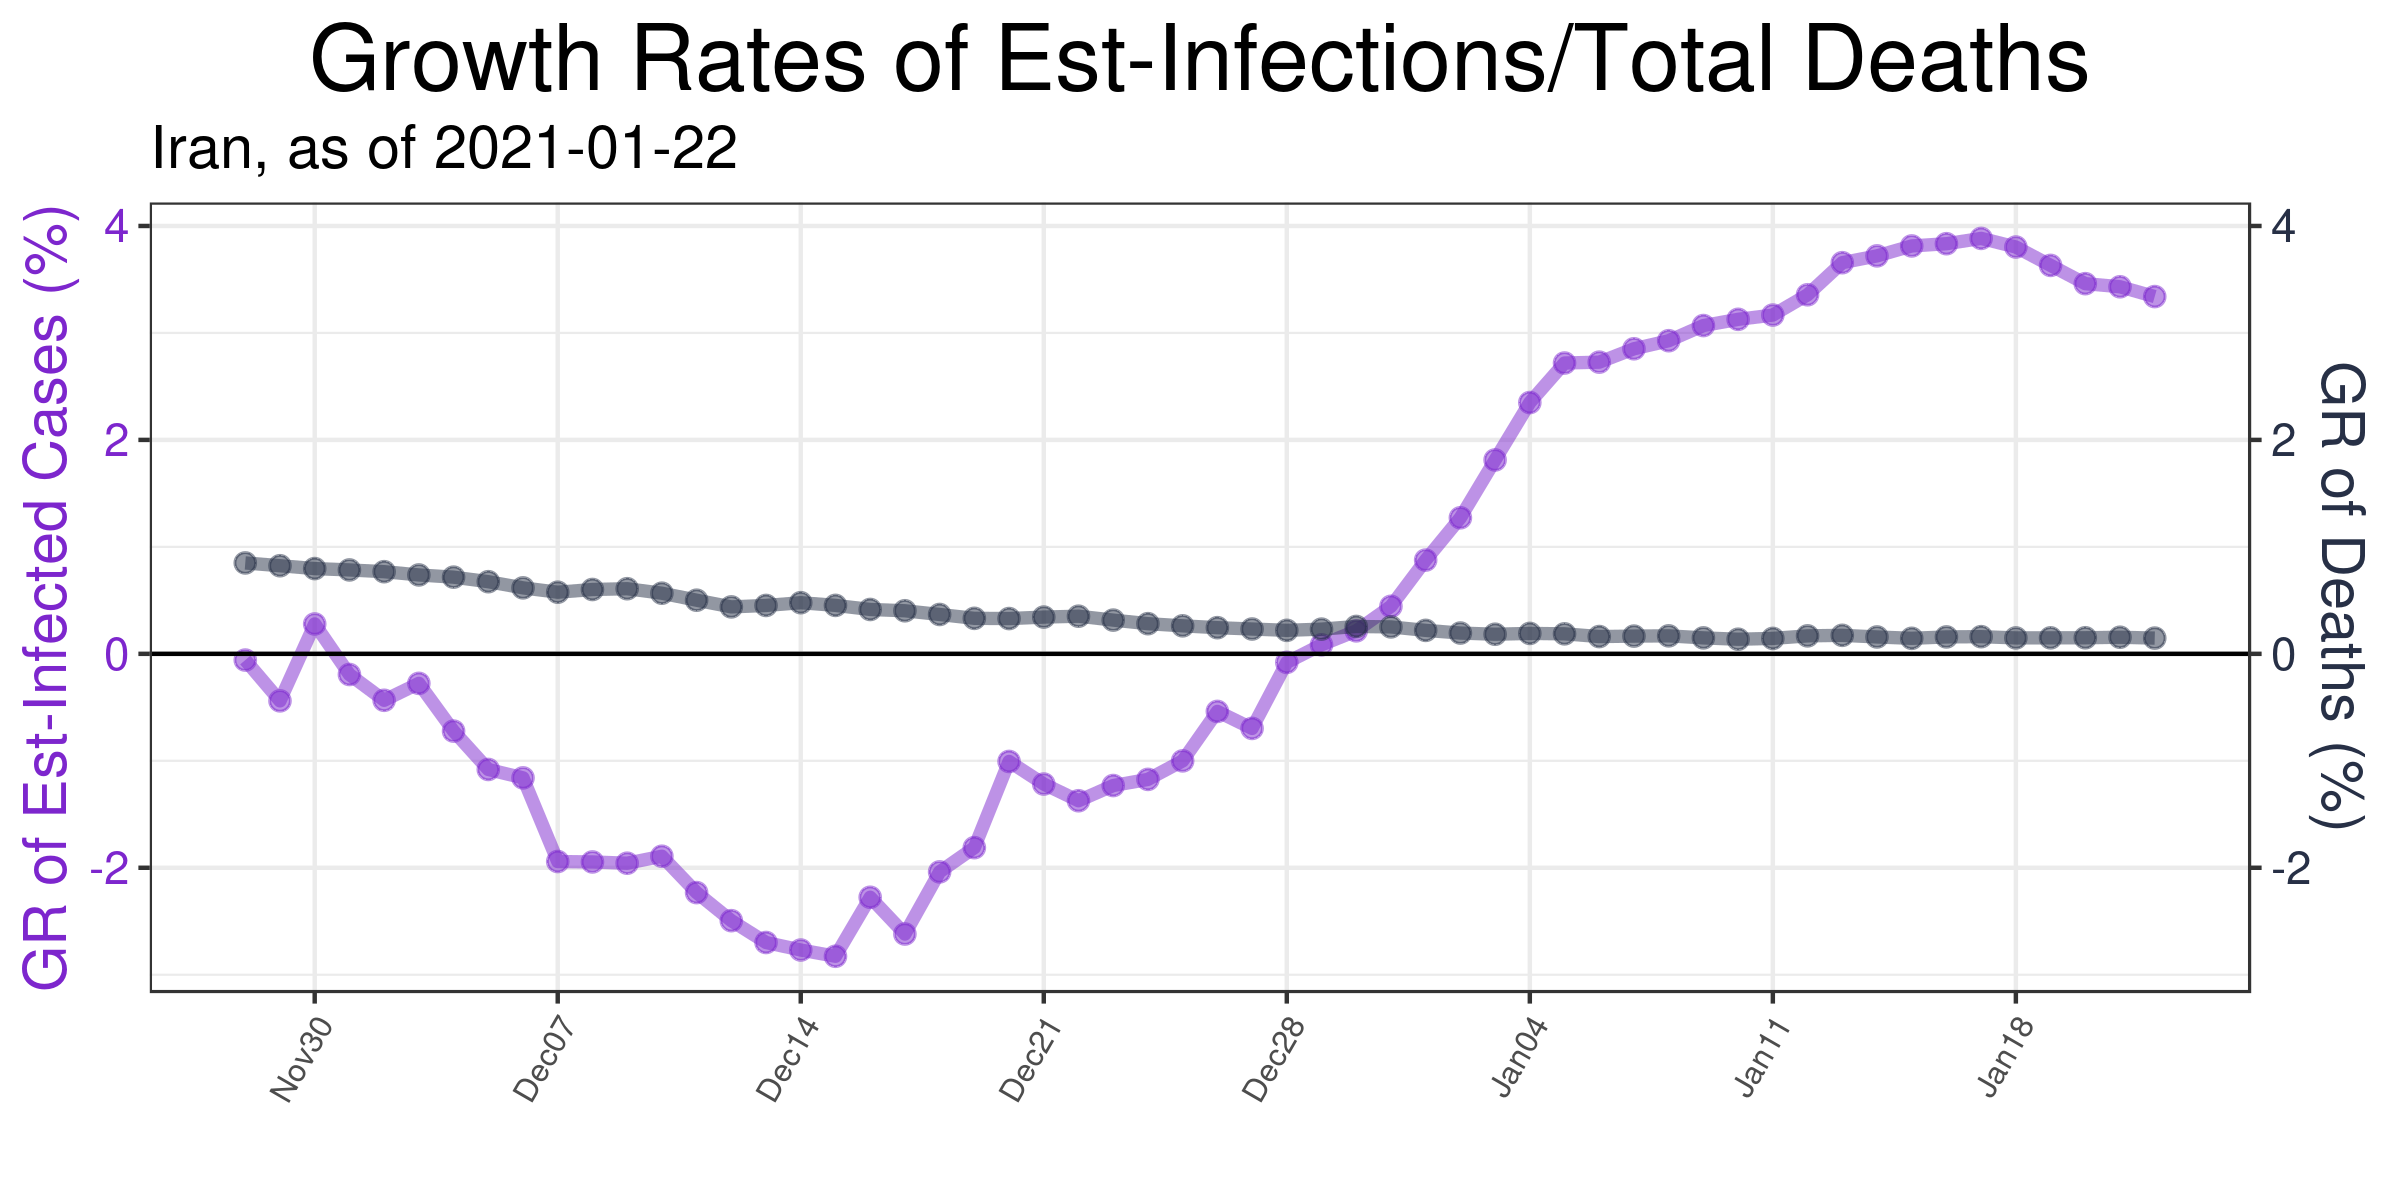 Growth Rates of Est-Infections/Total Deaths
Iran, as of 2021-01-22
GR of Est-Infected Cases (%)
4
2
0
-2
4
2
0
-2
GR of Deaths (%)
Nov30
Dec07
Dec14
Dec21
Dec28
Jan04
Jan11
Jan18